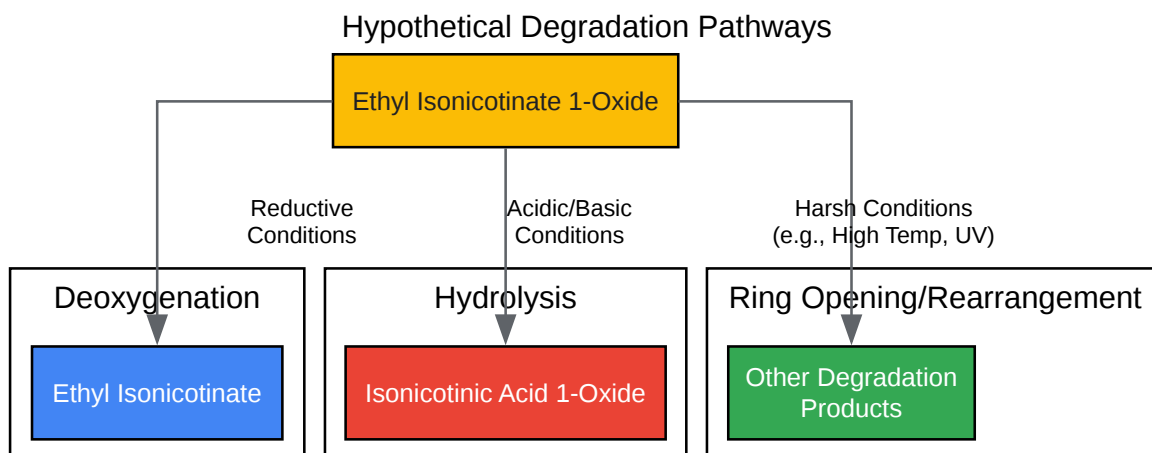 Hypothetical Degradation Pathways
Ethyl Isonicotinate 1-Oxide
Reductive
Conditions
Acidic/Basic
Conditions
Harsh Conditions
(e.g., High Temp, UV)
Deoxygenation
Hydrolysis
Ring Opening/Rearrangement
Ethyl Isonicotinate
Isonicotinic Acid 1-Oxide
Other Degradation
Products